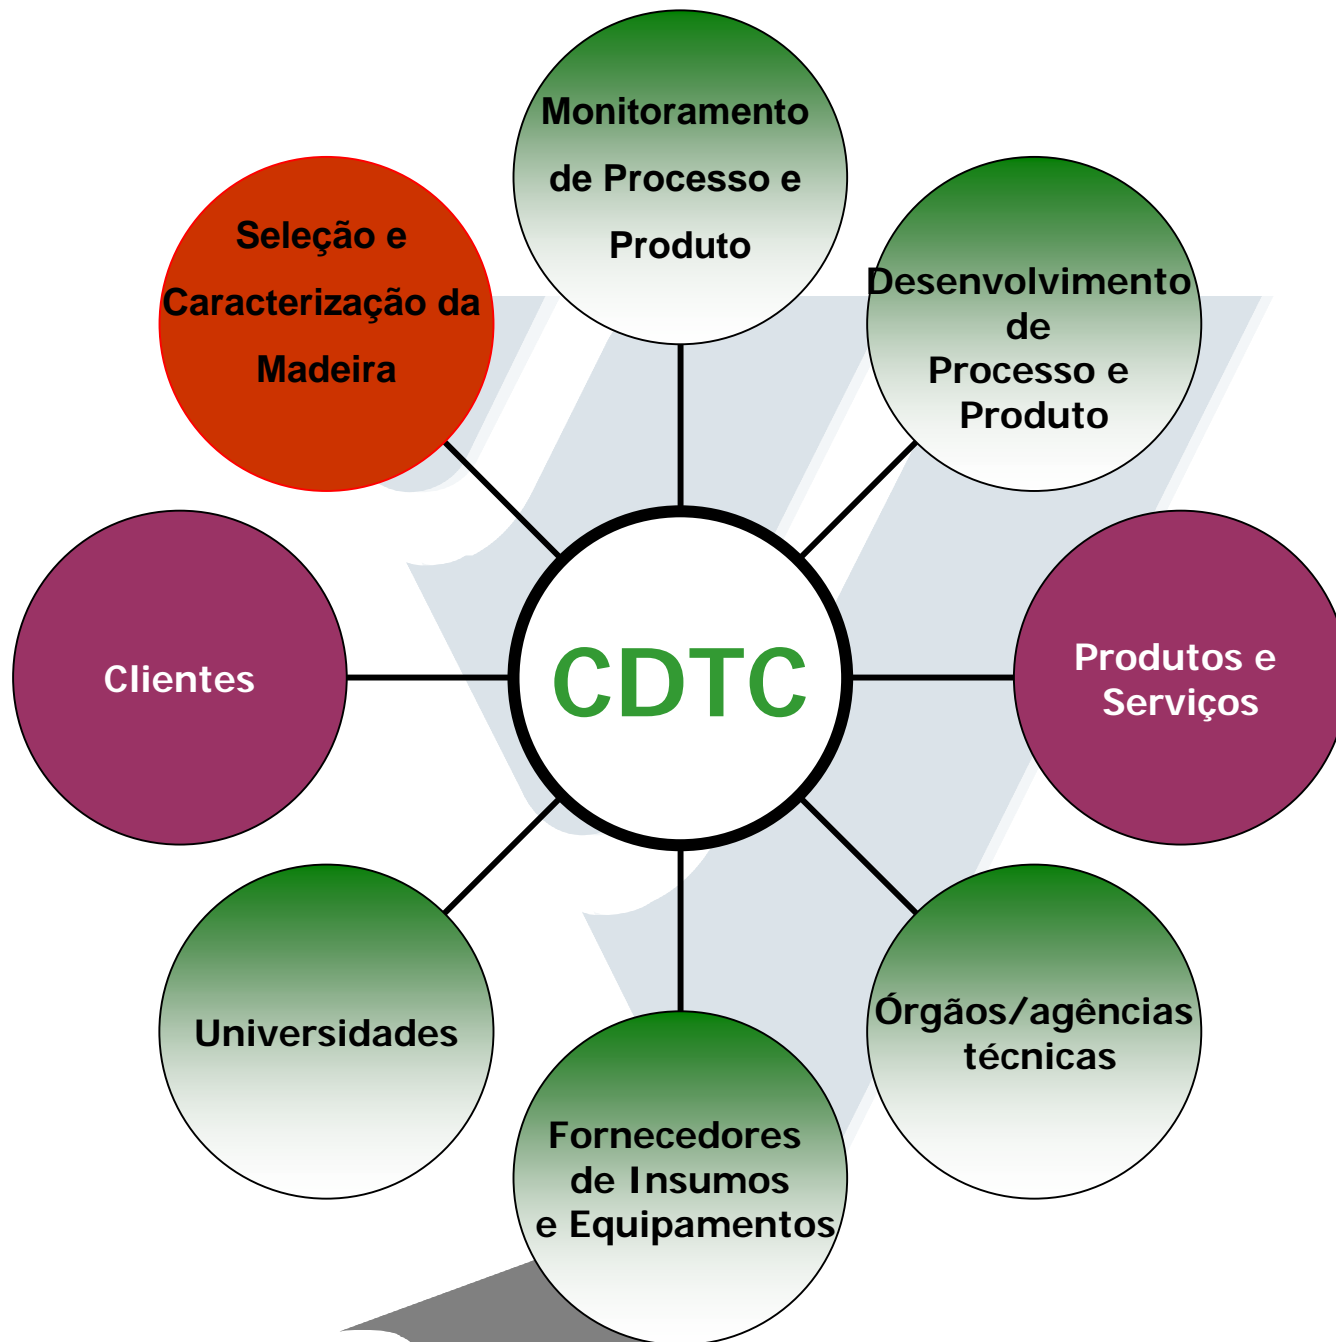 Monitoramento
de Processo e
Produto
Seleção e
Caracterização da
Madeira
Desenvolvimento
de
Processo e
Produto
Clientes
CDTC
Produtos e
Serviços
Universidades
Órgãos/agências
técnicas
Fornecedores
de Insumos
e Equipamentos